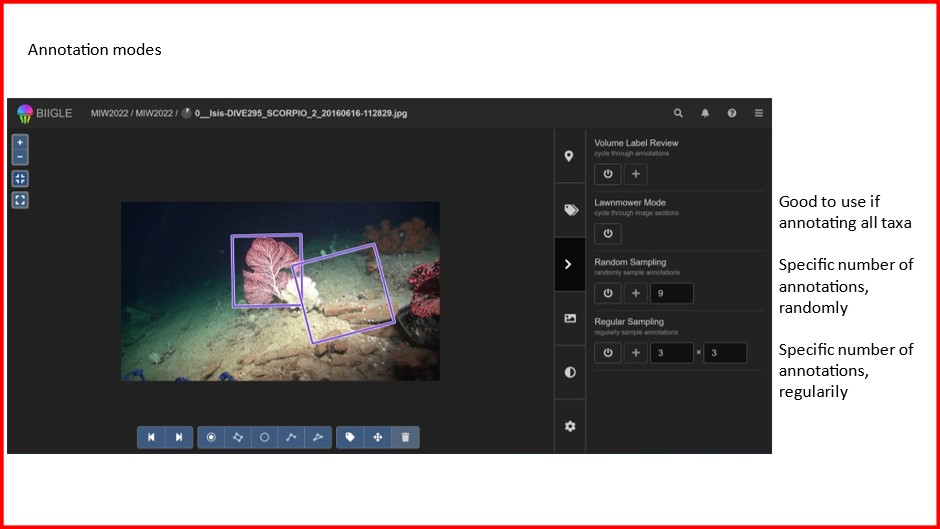 Annotation modes
BIIGLE
MIW2022 / MIW2022 / 0__Isis-DIVE295_SCORPIO_2_20160616-112829.jpg
Volume Label Review
cycle through annotations
Lawnmower Mode
cycle through image sections
Random Sampling
randomly sample annotations
9
Regular Sampling
regularly sample annotations
3 * 3
Good to use if
annotating all taxa
Specific number of
annotations,
randomly
Specific number of
annotations,
regularily